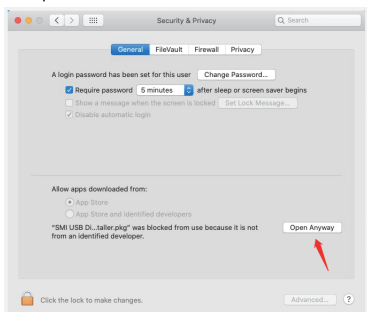 Security & Privacy
Search
General FileVault Firewall Privacy
A login password has been set for this user Change Password...
Require password 5 minutes after sleep or screen saver begins
Show a message when the screen is locked Set Lock Message...
Disable automatic login
Allow apps downloaded from:
App Store
App Store and identified developers
"SMI USB Di...taller.pkg" was blocked from use because it is not
from an identified developer.
Open Anyway
Click the lock to make changes.
Advanced...
?